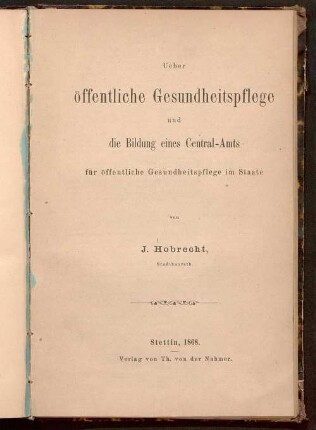 Ueber
öffentliche Gesundheitspflege
und
die Bildung eines Central-Amts
für öffentliche Gesundheitspflege im Staate
von
J. Hobrecht,
Stadtbaurath.
Stettin, 1868.
Verlag von Th. von der Nahmer.